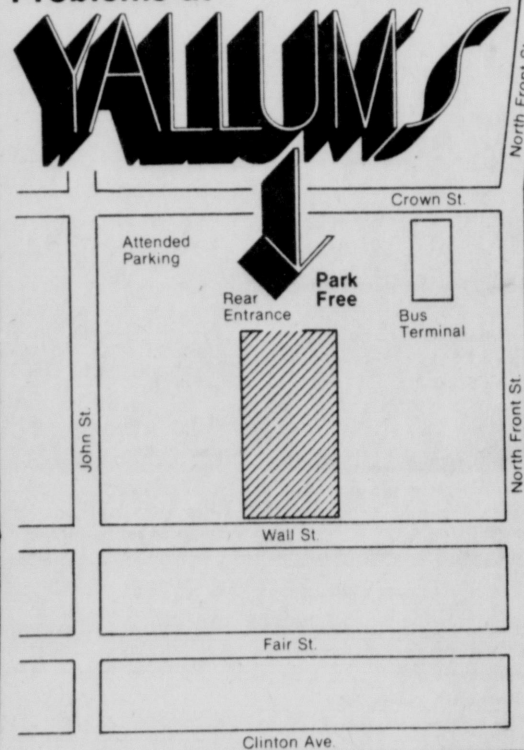 YALLUM'S
North Front St.
Crown St.
Attended
Parking
Park
Free
Rear
Entrance
Bus
Terminal
John St.
North Front St.
Wall St.
Fair St.
Clinton Ave.